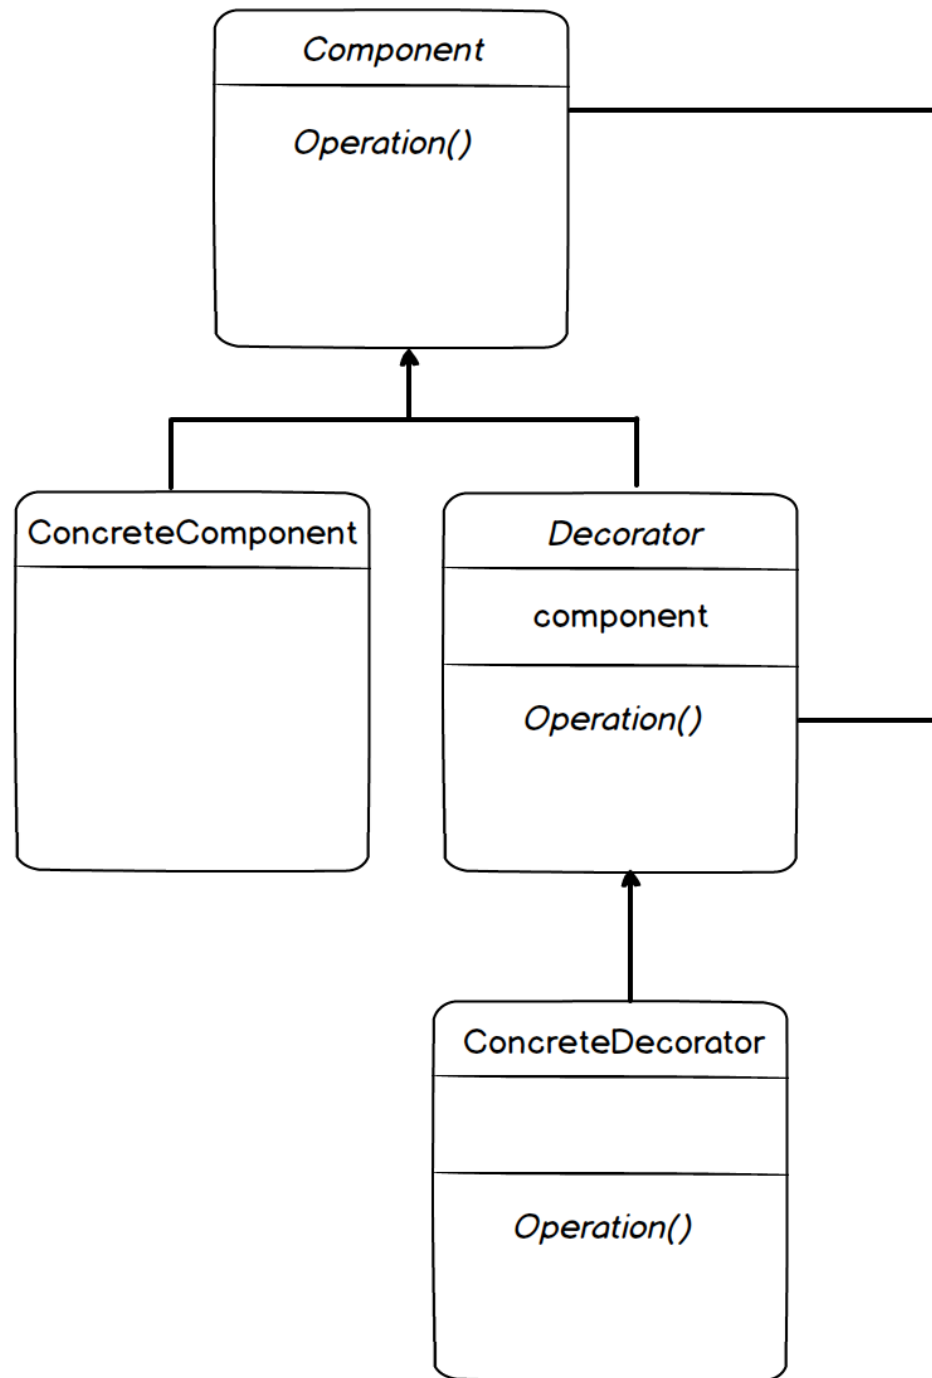 Component
Operation()
ConcreteComponent
Decorator
component
Operation()
ConcreteDecorator
Operation()